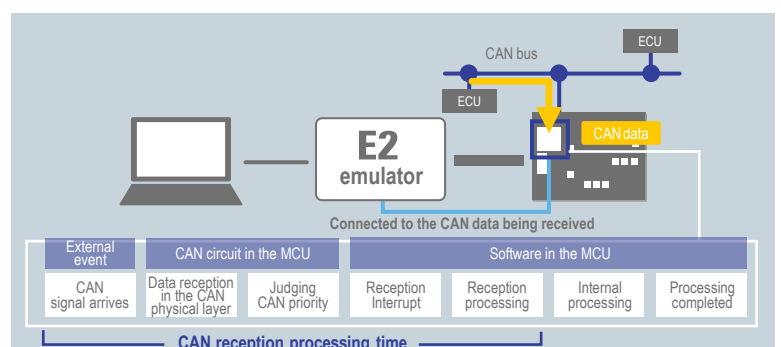 ECU
CAN bus
ECU
CAN data
E2
emulator
Connected to the CAN data being received
External
event
CAN circuit in the MCU
Software in the MCU
CAN
signal arrives
Data reception
in the CAN
physical layer
Judging
CAN priority
Reception
Interrupt
Reception
processing
Internal
processing
Processing
completed
CAN reception processing time